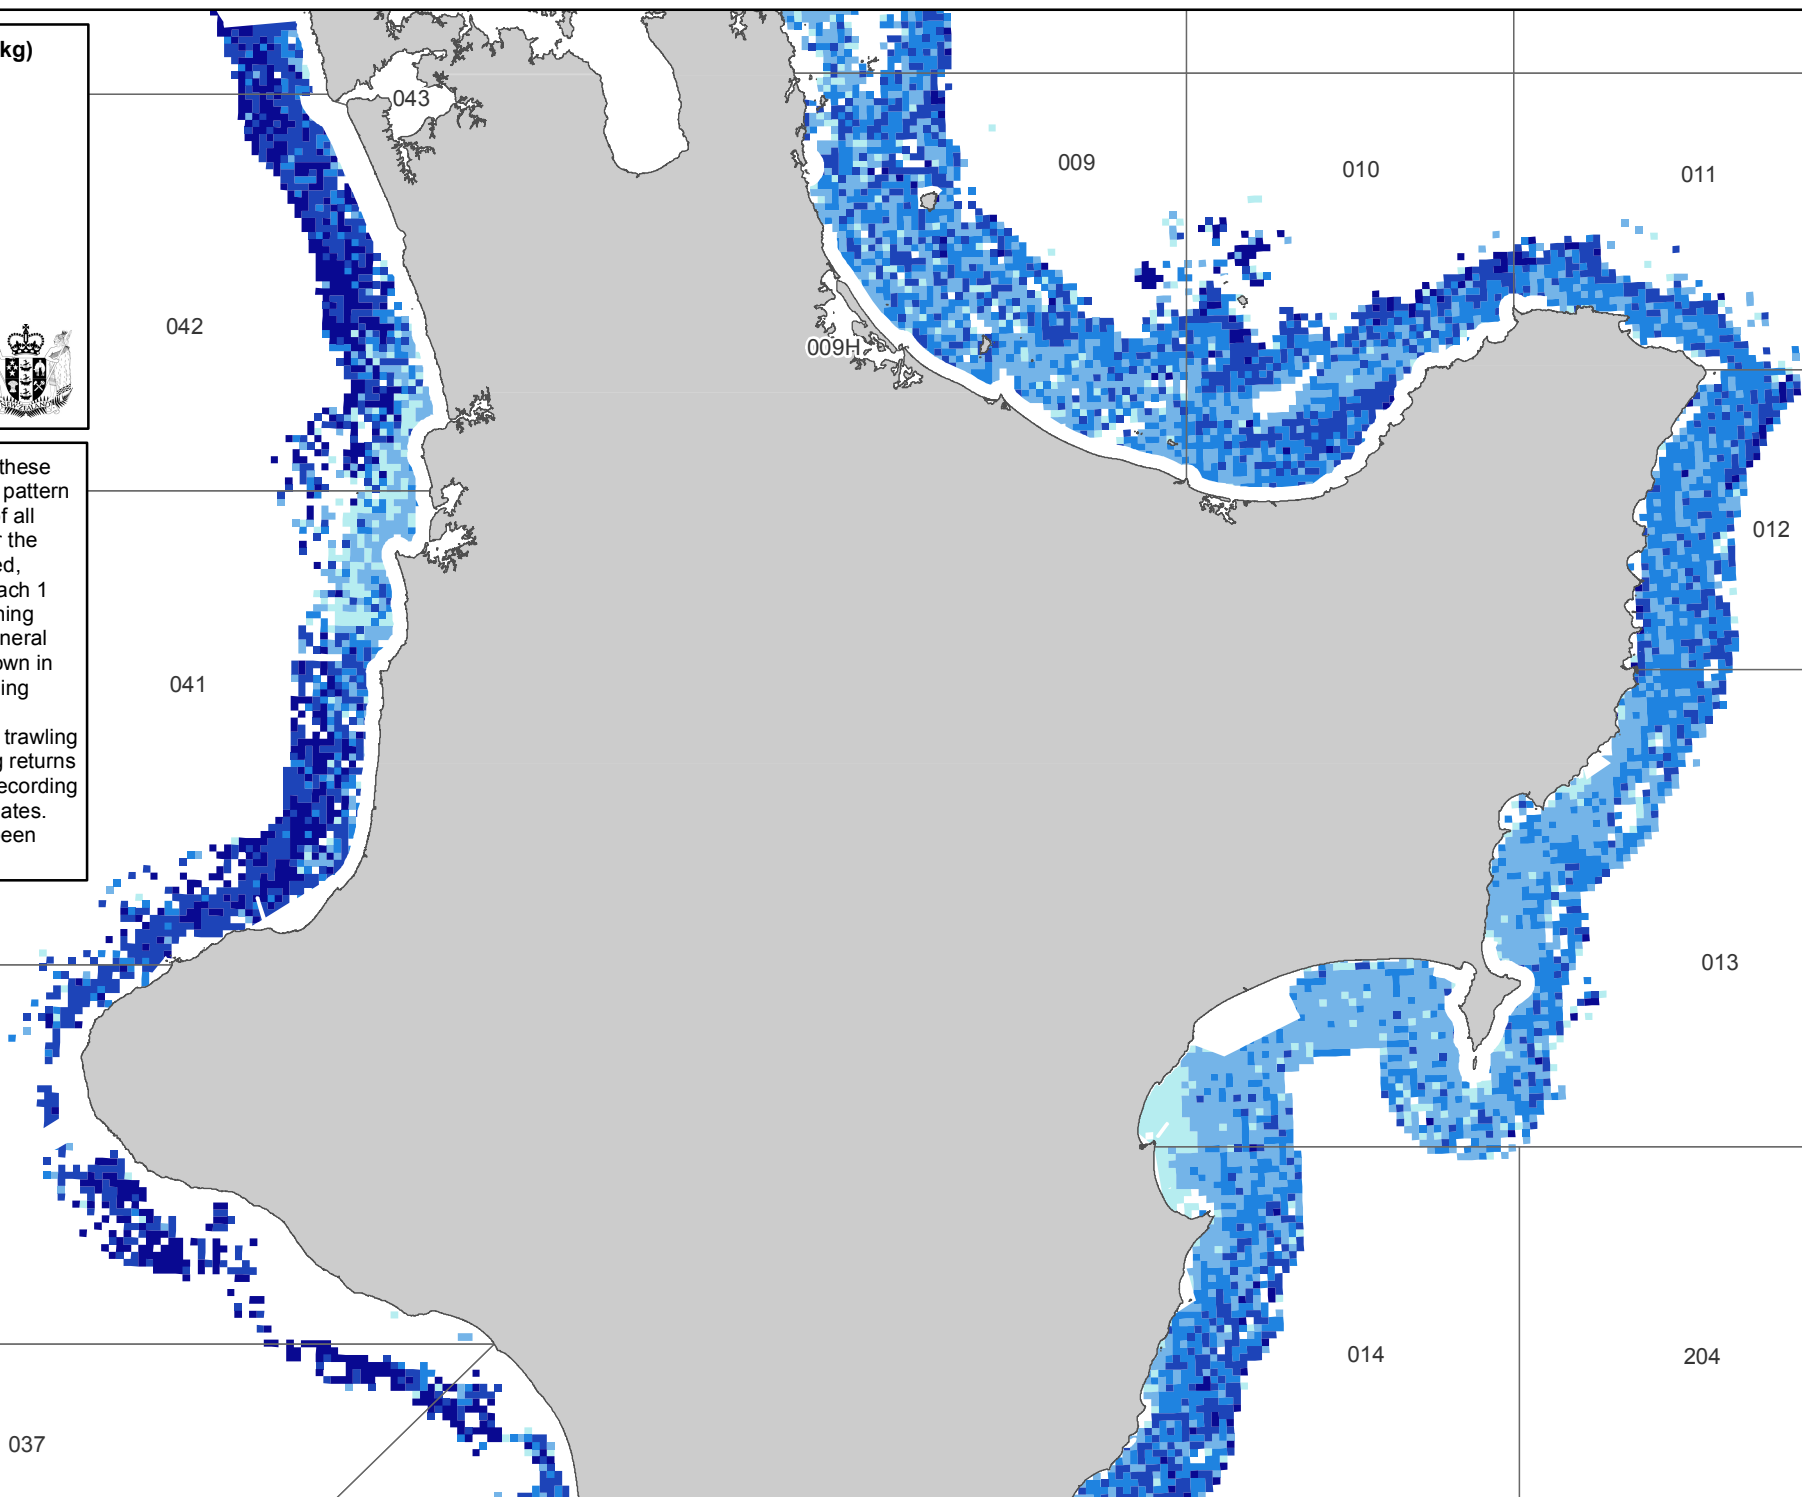 kg)
these
pattern
f all
r the
ed,
ach 1
ning
neral
own in
ing
trawling
g returns
ecording
ates.
een
043
009
010
011
042
009H
012
041
013
014
204
037